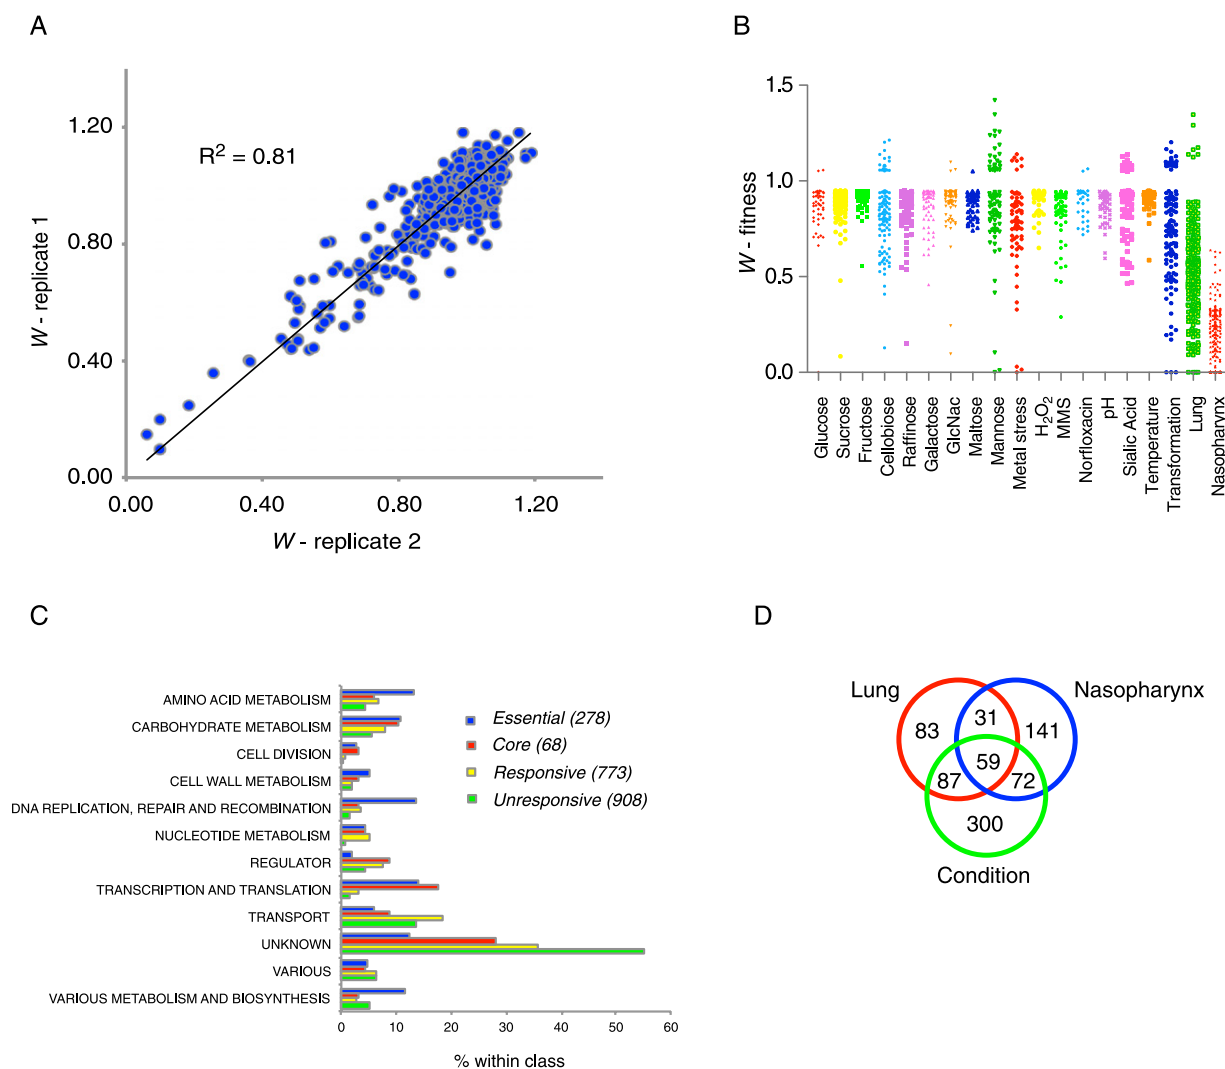 A
1.20
0.80
0.40
0.00
W - replicate 1
R² = 0.81
0.00
0.40
0.80
1.20
W - replicate 2
B
1.5
1.0
0.5
0.0
W - fitness
Glucose
Sucrose
Fructose
Cellobiose
Raffinose
Galactose
GlcNac
Maltose
Mannose
Metal stress
H₂O₂
MMS
Norfloxacin
pH
Sialic Acid
Temperature
Transformation
Lung
Nasopharynx
C
AMINO ACID METABOLISM
CARBOHYDRATE METABOLISM
CELL DIVISION
CELL WALL METABOLISM
DNA REPLICATION, REPAIR AND RECOMBINATION
NUCLEOTIDE METABOLISM
REGULATOR
TRANSCRIPTION AND TRANSLATION
TRANSPORT
UNKNOWN
VARIOUS
VARIOUS METABOLISM AND BIOSYNTHESIS
Essential (278)
Core (68)
Responsive (773)
Unresponsive (908)
0
10
20
30
40
50
60
% within class
D
Lung
Nasopharynx
83
31
141
59
87
72
300
Condition